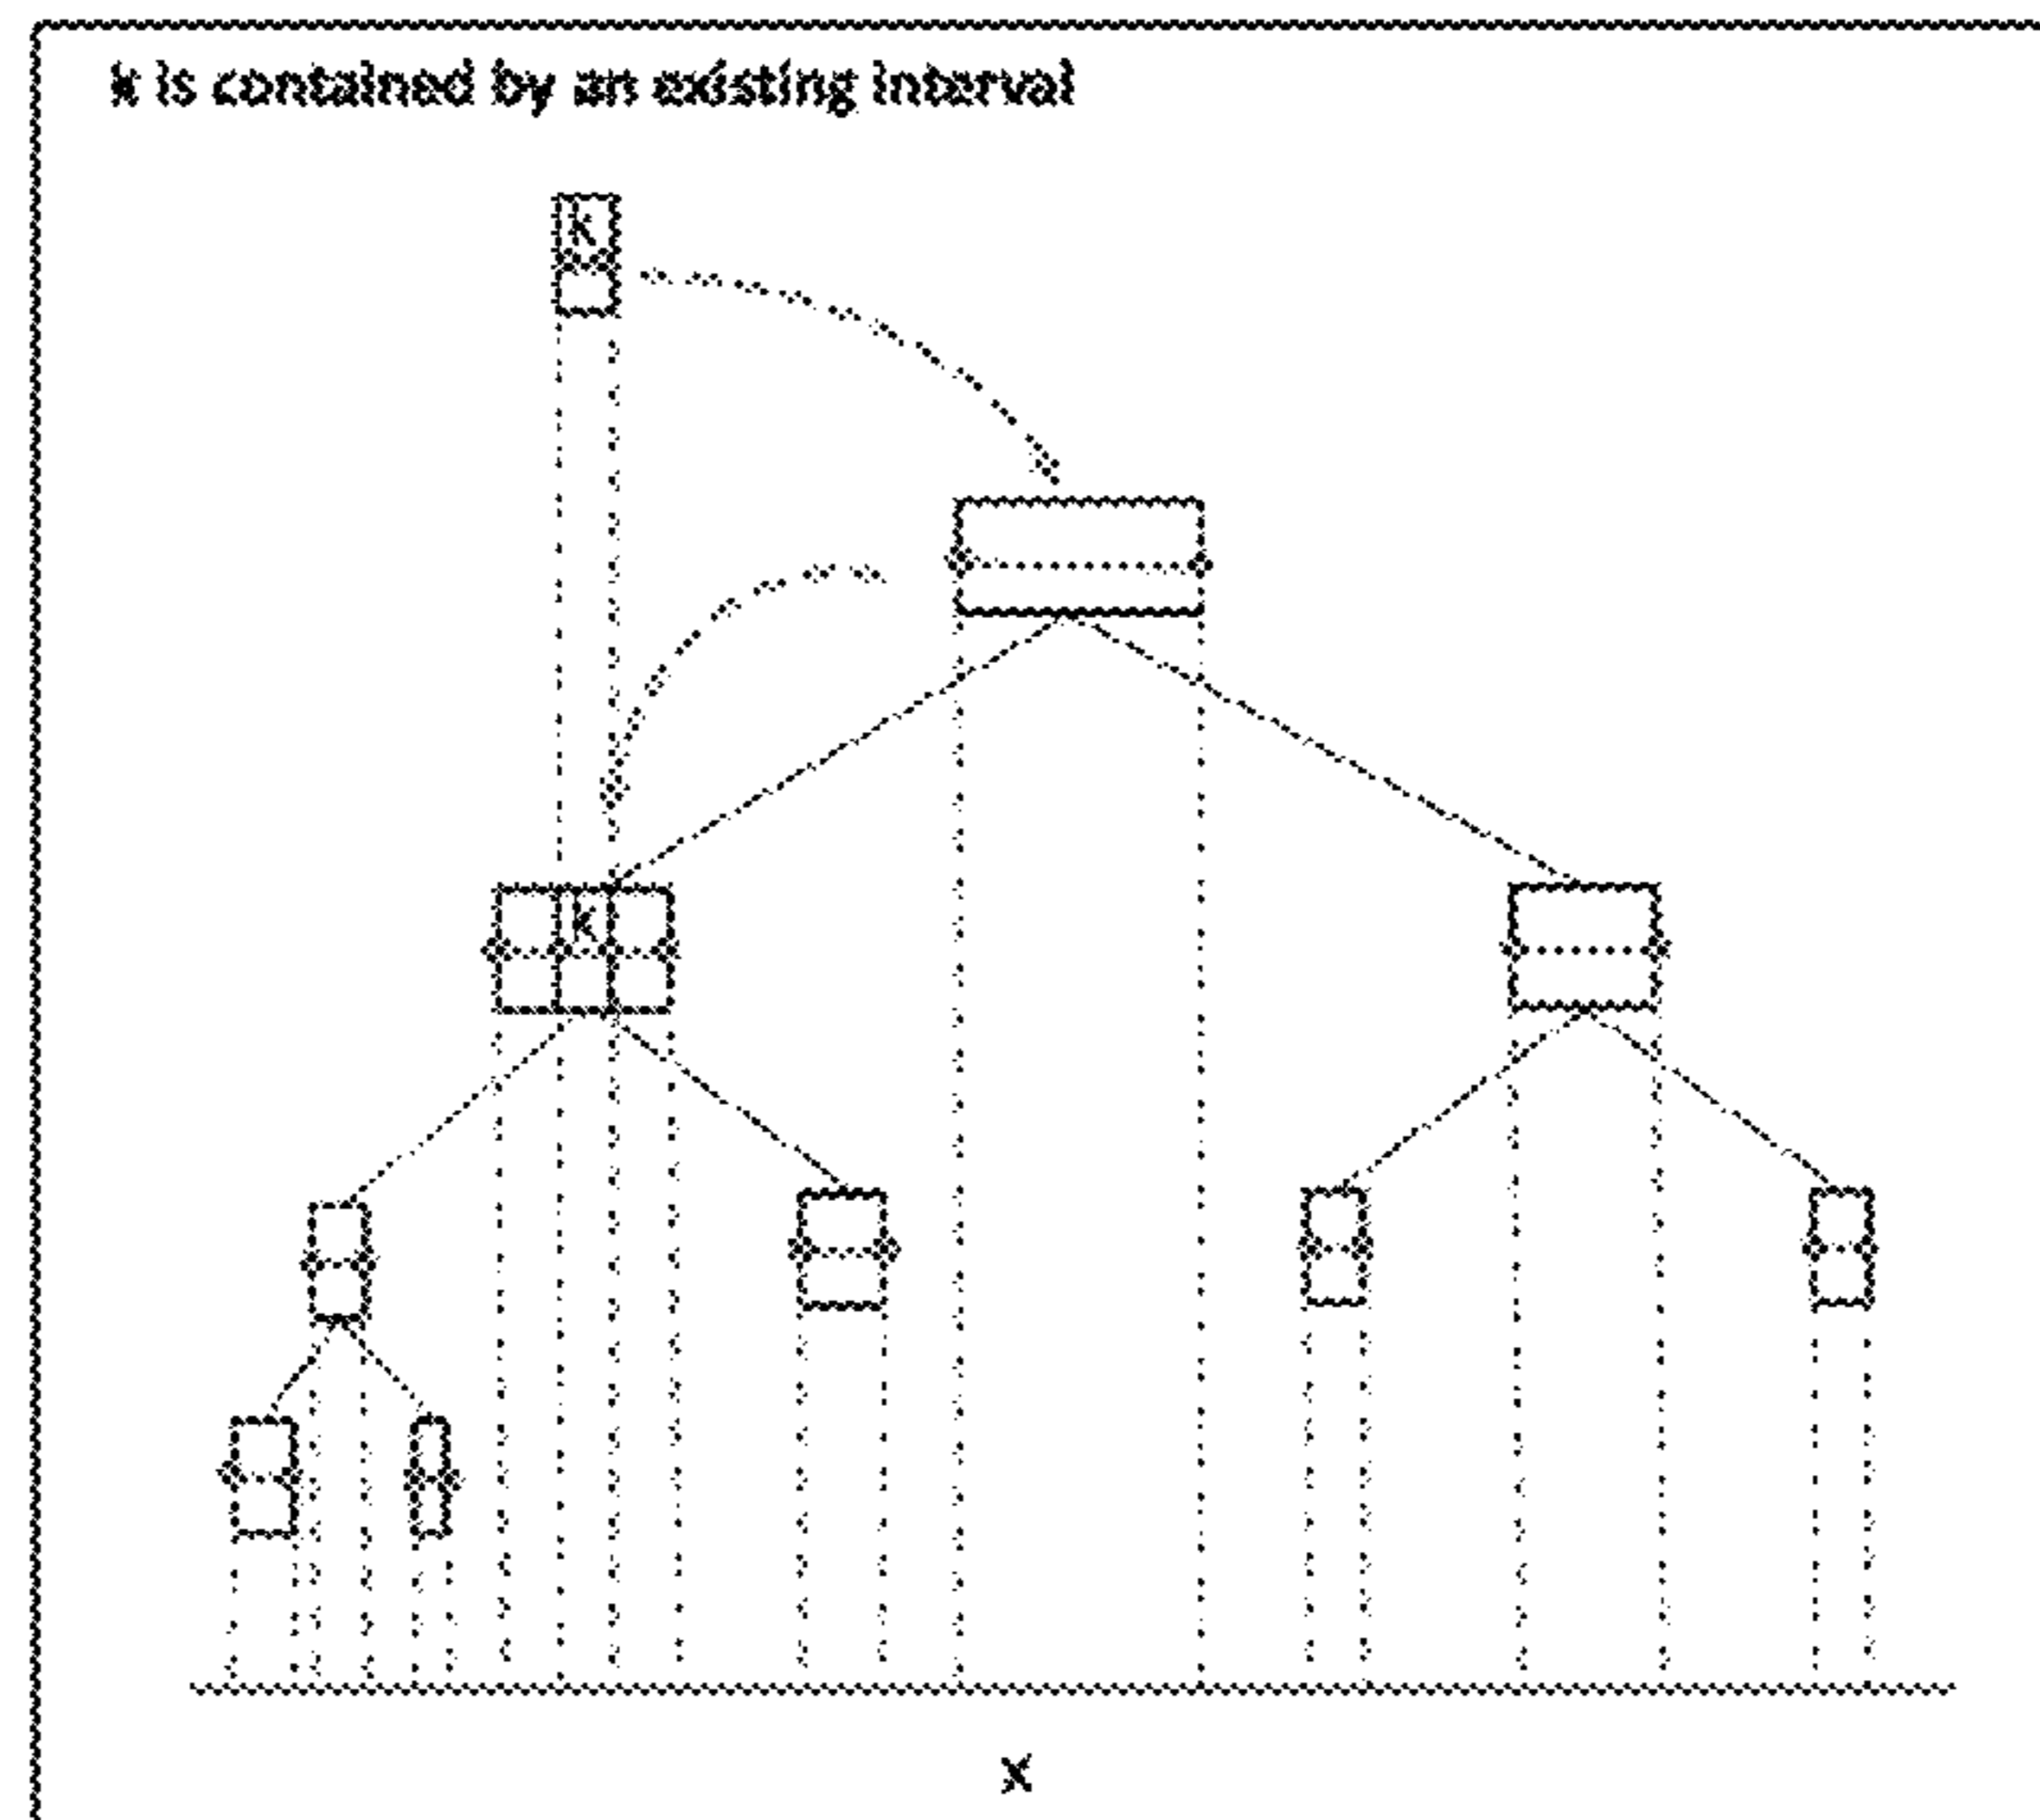 k is contained by an existing interval
k
k
x